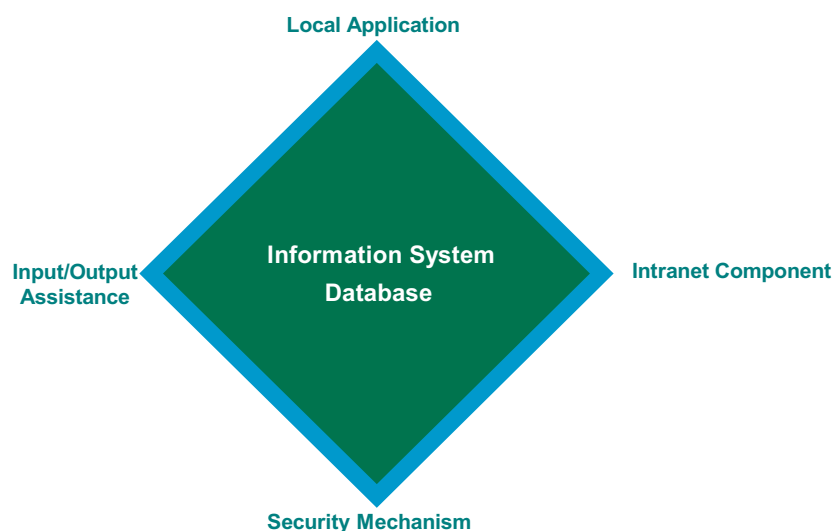 Local Application
Information System
Database
Input/Output
Assistance
Intranet Component
Security Mechanism